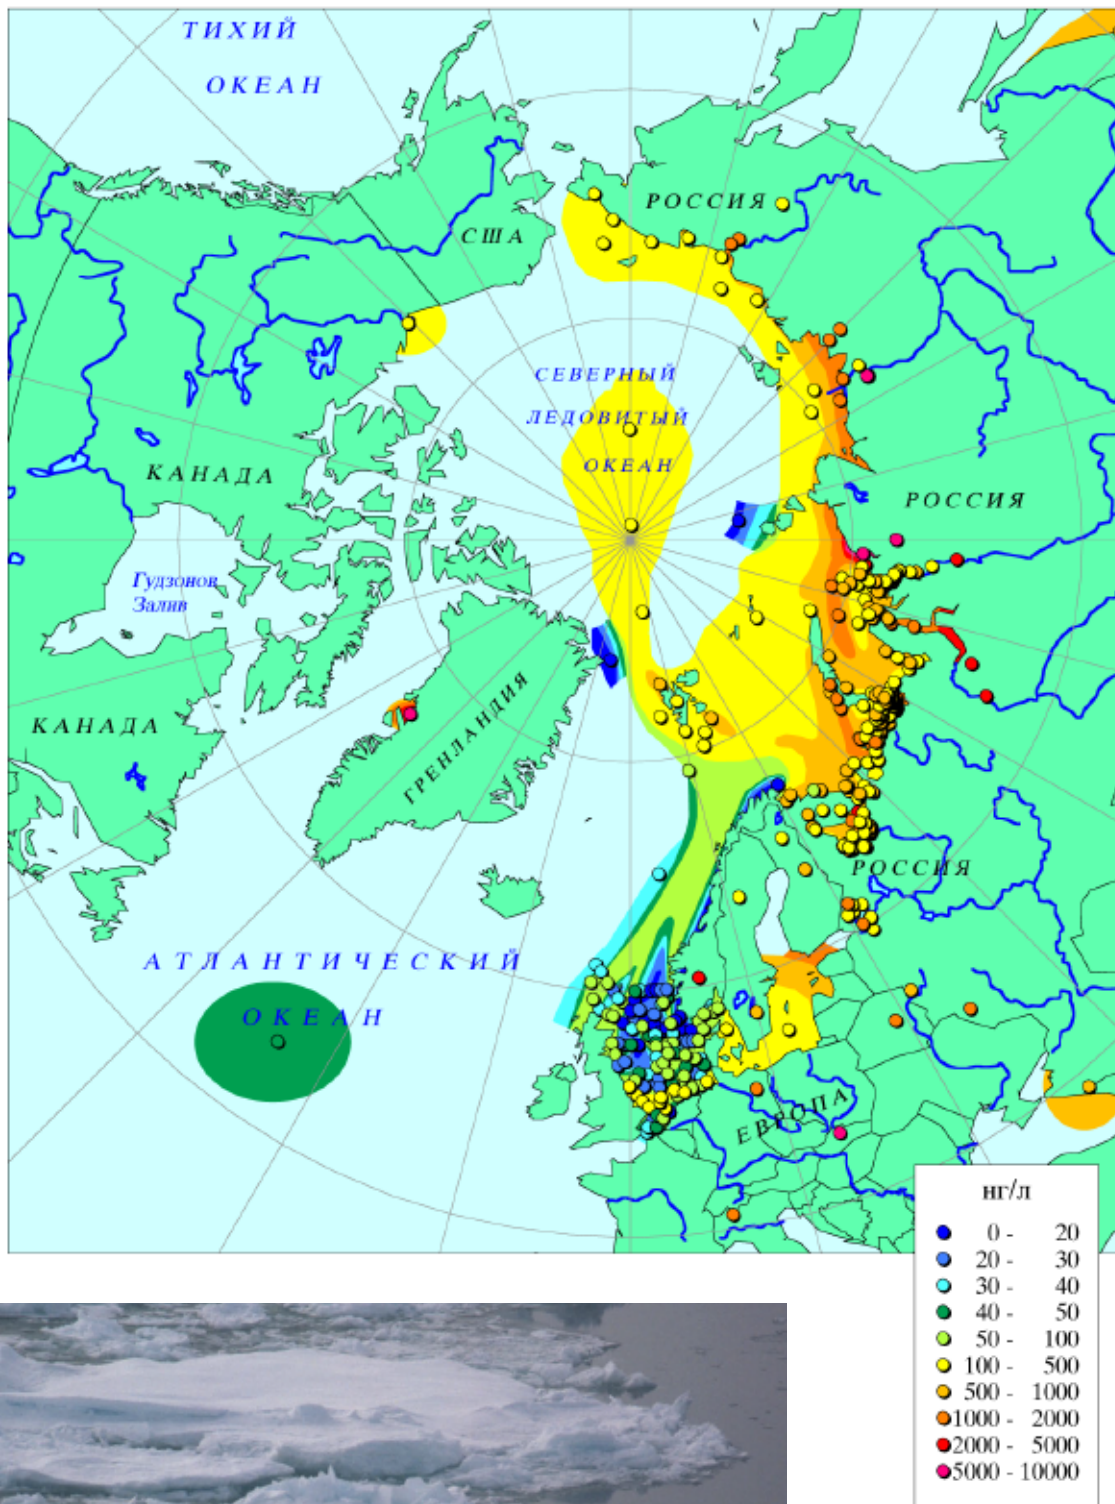 ТИХИЙ
ОКЕАН
РОССИЯ
США
СЕВЕРНЫЙ
ЛЕДОВИТЫЙ
ОКЕАН
КАНАДА
РОССИЯ
Гудзонов
Залив
КАНАДА
ГРЕНЛАНДИЯ
РОССИЯ
АТЛАНТИЧЕСКИЙ
ОКЕАН
ЕВРОПА
нг/л
0 - 20
20 - 30
30 - 40
40 - 50
50 - 100
100 - 500
500 - 1000
1000 - 2000
2000 - 5000
5000 - 10000